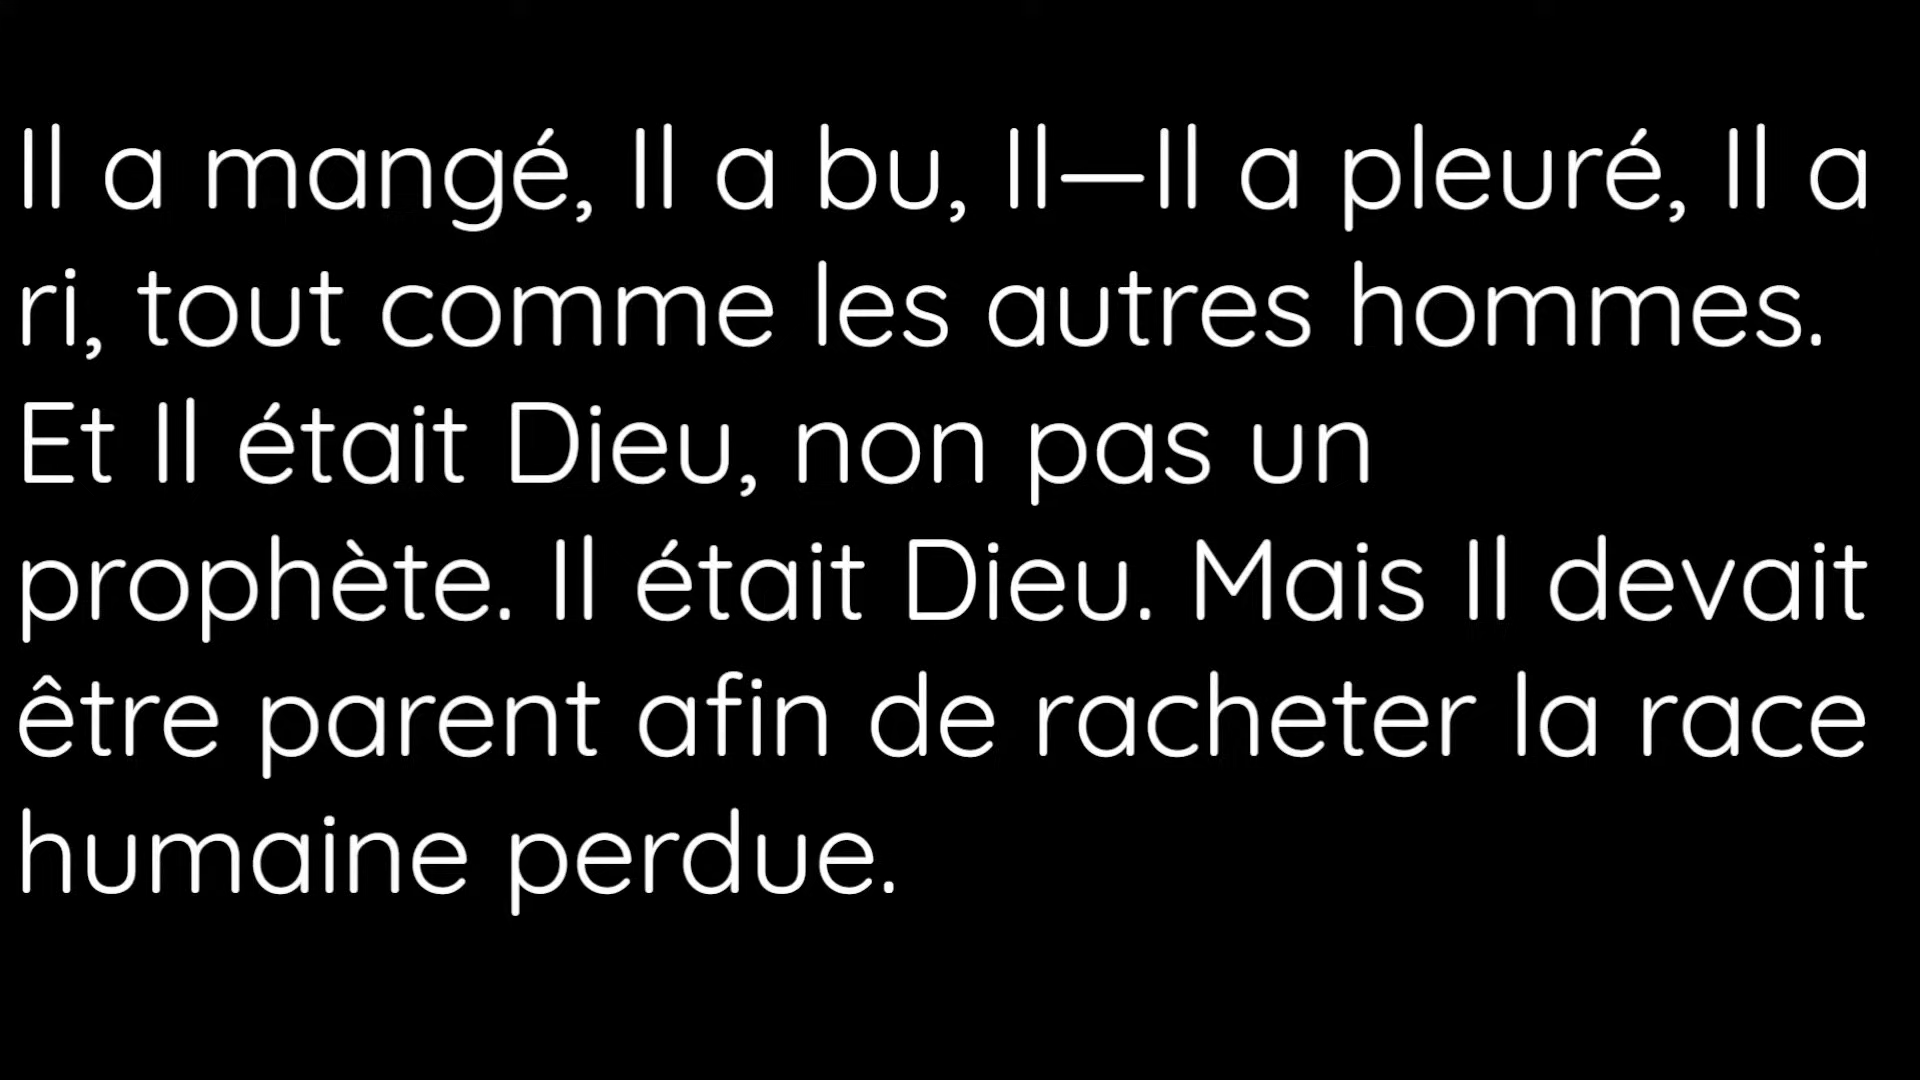 Il a mangé, Il a bu, Il—Il a pleuré, Il a
ri, tout comme les autres hommes.
Et Il était Dieu, non pas un
prophète. Il était Dieu. Mais Il devait
être parent afin de racheter la race
humaine perdue.